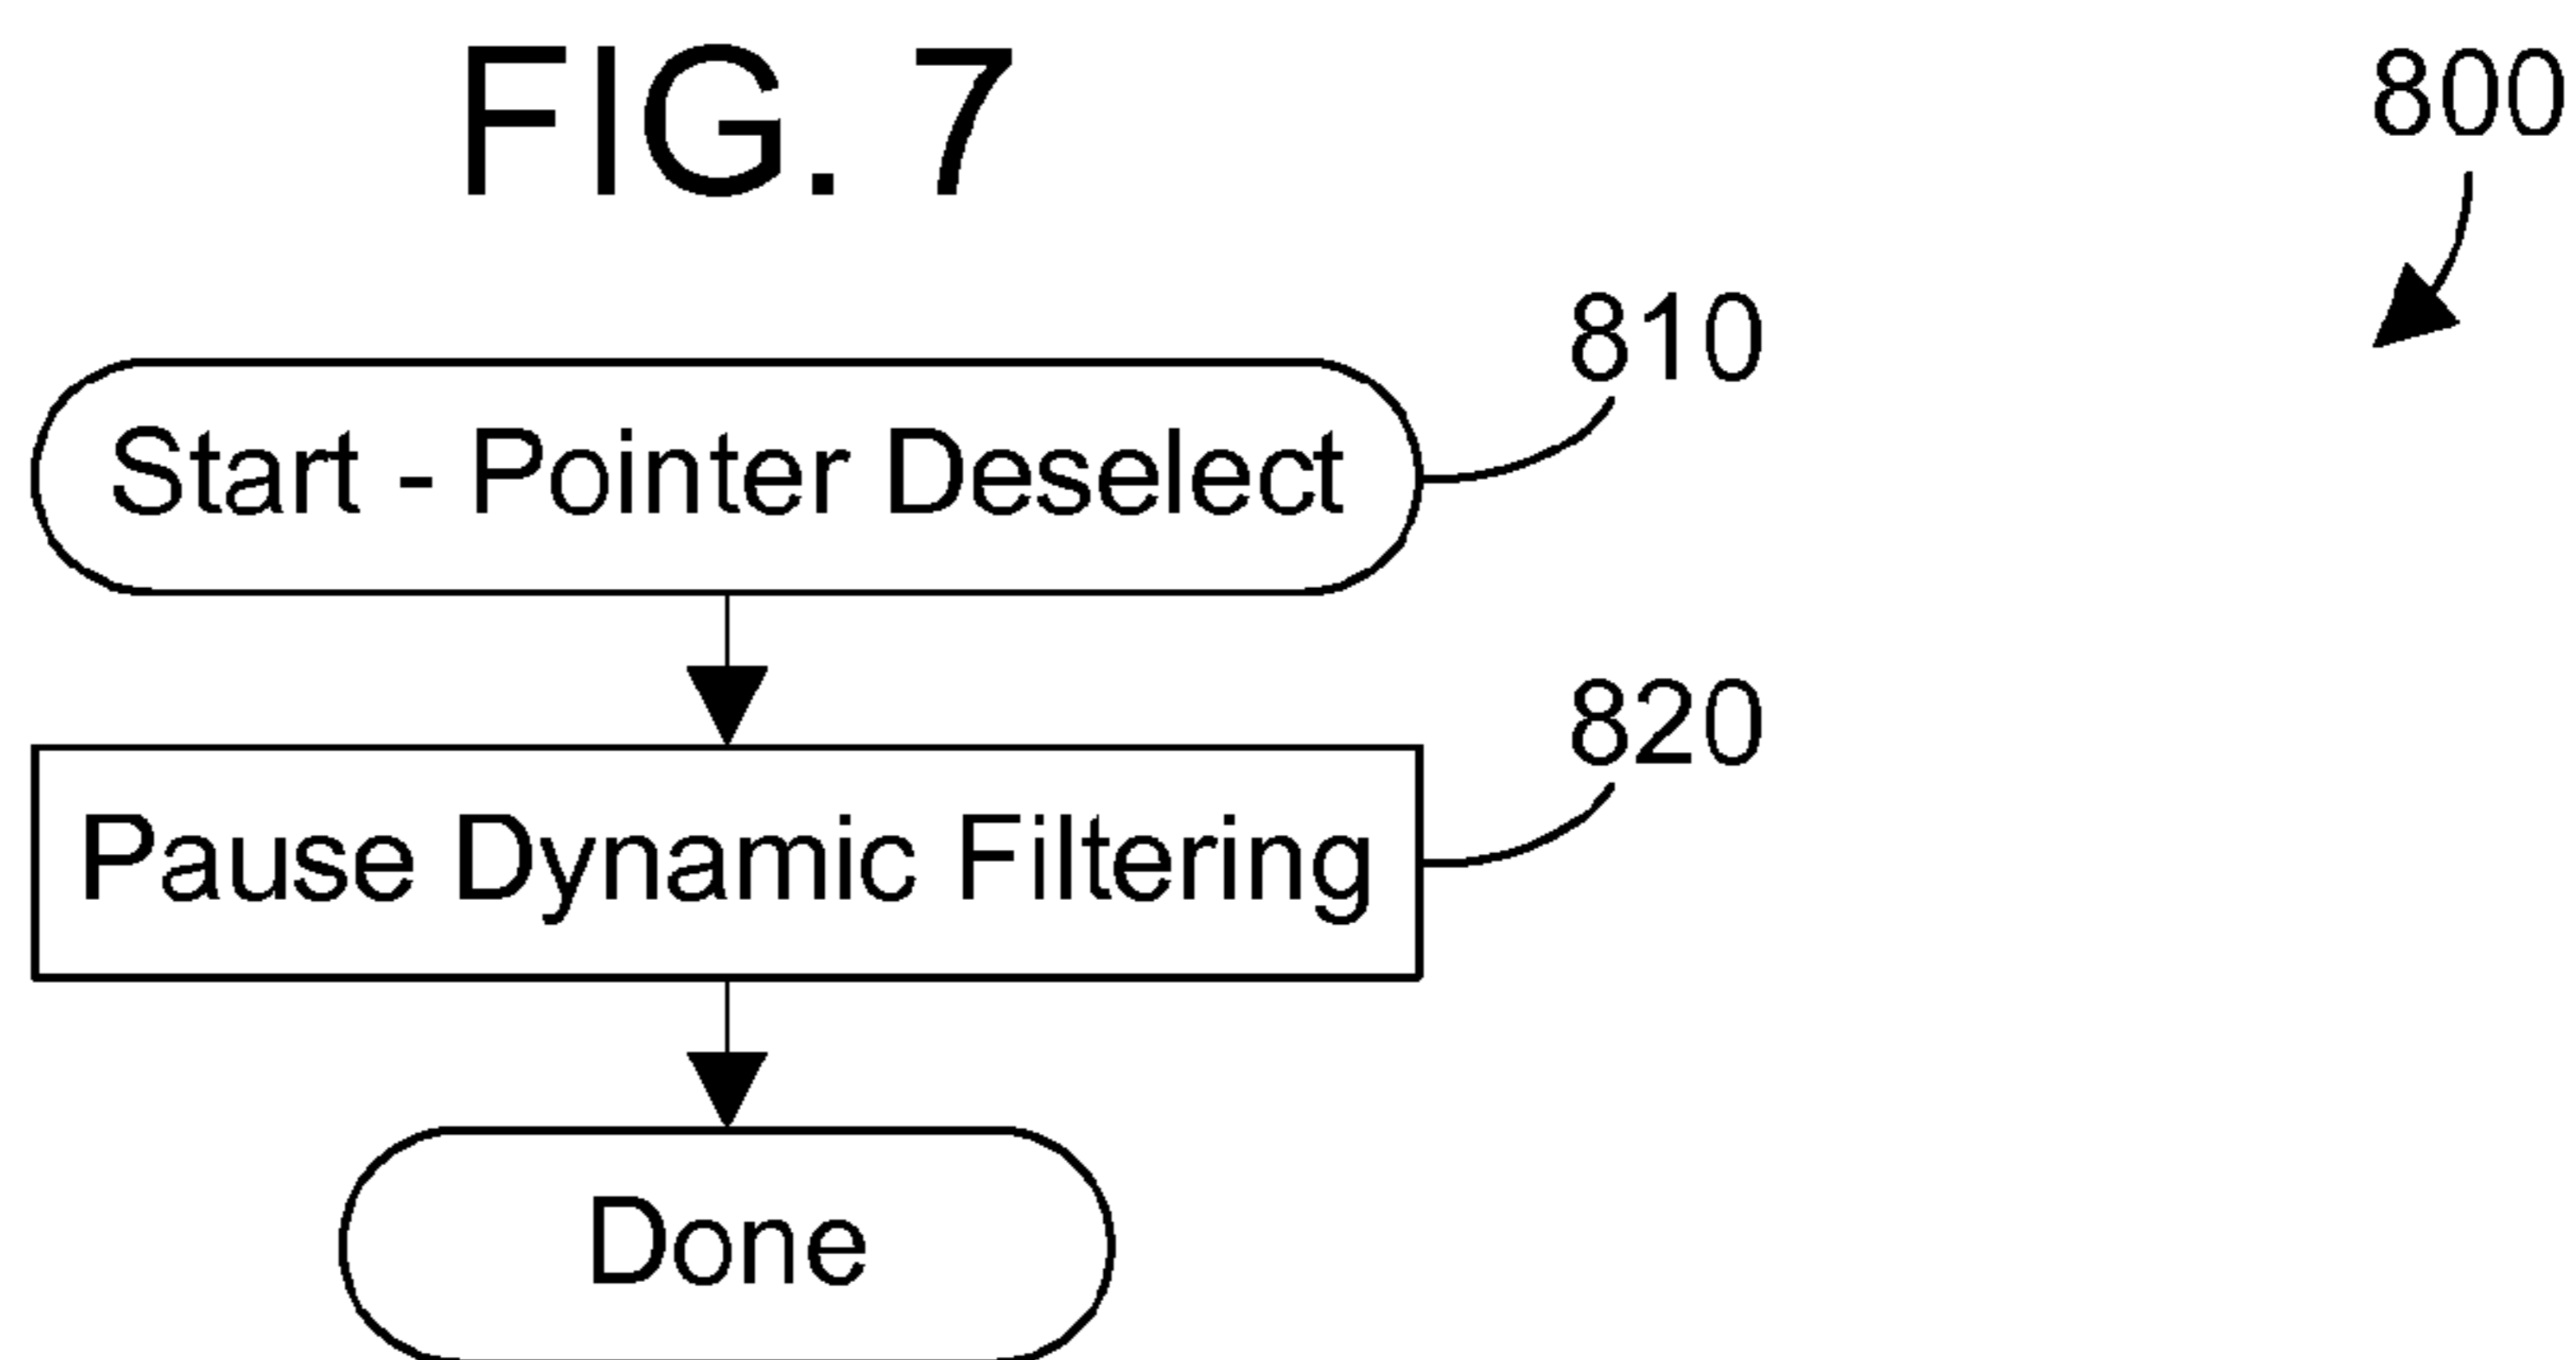 FIG. 7
800
810
Start - Pointer Deselect
820
Pause Dynamic Filtering
Done